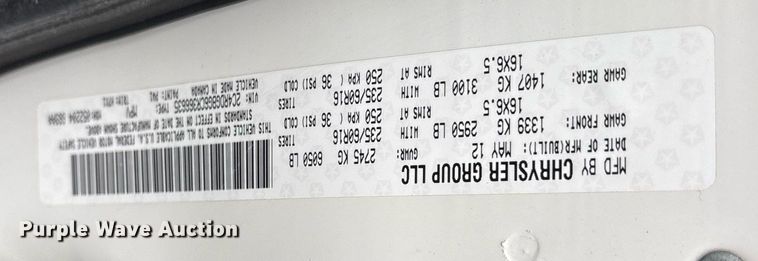 MFD BY CHRYSLER GROUP LLC
DATE OF MFR(BUILT): MAY 12 GVWR: 2745 KG 6050 LB
GAWR FRONT: 1339 KG 2950 LB WITH 235/60R16 TIRES
16X6.5 RIMS AT 250 KPA ( 36 PSI) COLD
GAWR REAR: 1407 KG 3100 LB WITH 235/60R16 TIRES
16X6.5 RIMS AT 250 KPA ( 36 PSI) COLD
THIS VEHICLE CONFORMS TO ALL APPLICABLE U.S.A. FEDERAL MOTOR VEHICLE SAFETY
STANDARDS IN EFFECT ON THE DATE OF MANUFACTURE SHOWN ABOVE.
VIN: TYPE: MPV
VEHICLE MADE IN CANADA PAINT: PW1
Purple Wave Auction